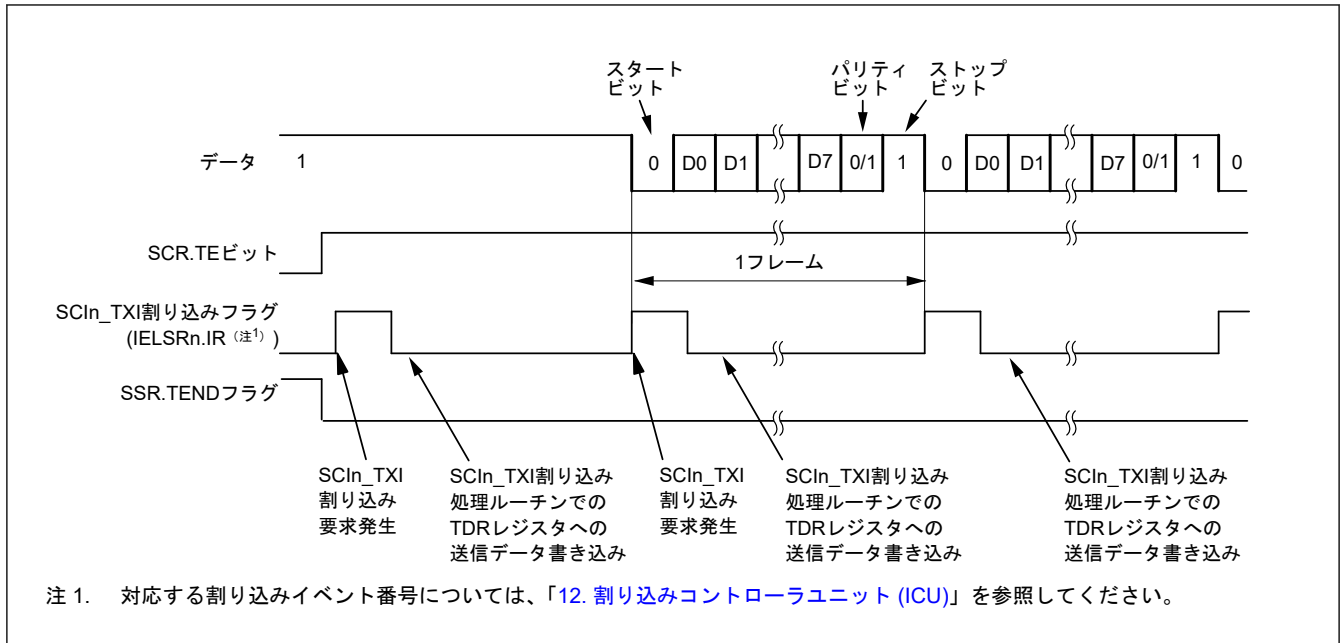 スタート
ビット
パリティ
ビット
ストップ
ビット
データ 1 0 D0 D1 D7 0/1 1 0 D0 D1 D7 0/1 1 0
SCR.TEビット
1フレーム
SCIn_TXI割り込みフラグ
(IELSRn.IR（注1）)
SSR.TENDフラグ
SCIn_TXI
割り込み
要求発生
SCIn_TXI割り込み
処理ルーチンでの
TDRレジスタへの
送信データ書き込み
SCIn_TXI
割り込み
要求発生
SCIn_TXI割り込み
処理ルーチンでの
TDRレジスタへの
送信データ書き込み
SCIn_TXI割り込み
処理ルーチンでの
TDRレジスタへの
送信データ書き込み
注 1. 対応する割り込みイベント番号については、「12. 割り込みコントローラユニット (ICU)」を参照してください。